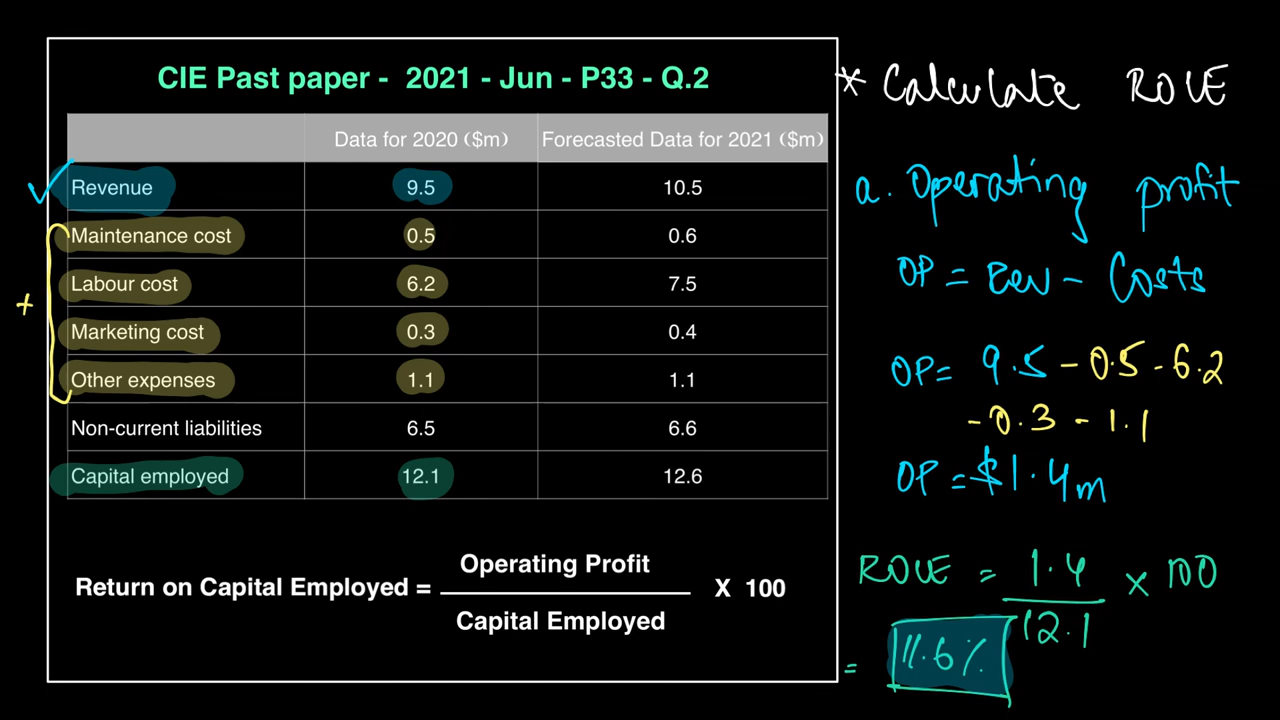 CIE Past paper - 2021 - Jun - P33 - Q.2
Data for 2020 ($m) Forecasted Data for 2021 ($m)
Revenue 9.5 10.5
Maintenance cost 0.5 0.6
Labour cost 6.2 7.5
Marketing cost 0.3 0.4
Other expenses 1.1 1.1
Non-current liabilities 6.5 6.6
Capital employed 12.1 12.6
+
Return on Capital Employed = Operating Profit X 100
Capital Employed
* Calculate ROCE
a. Operating profit
OP = Rev - Costs
OP = 9.5 - 0.5 - 6.2
- 0.3 - 1.1
OP = $1.4m
ROCE = 1.4 × 100
12.1
= 11.6%